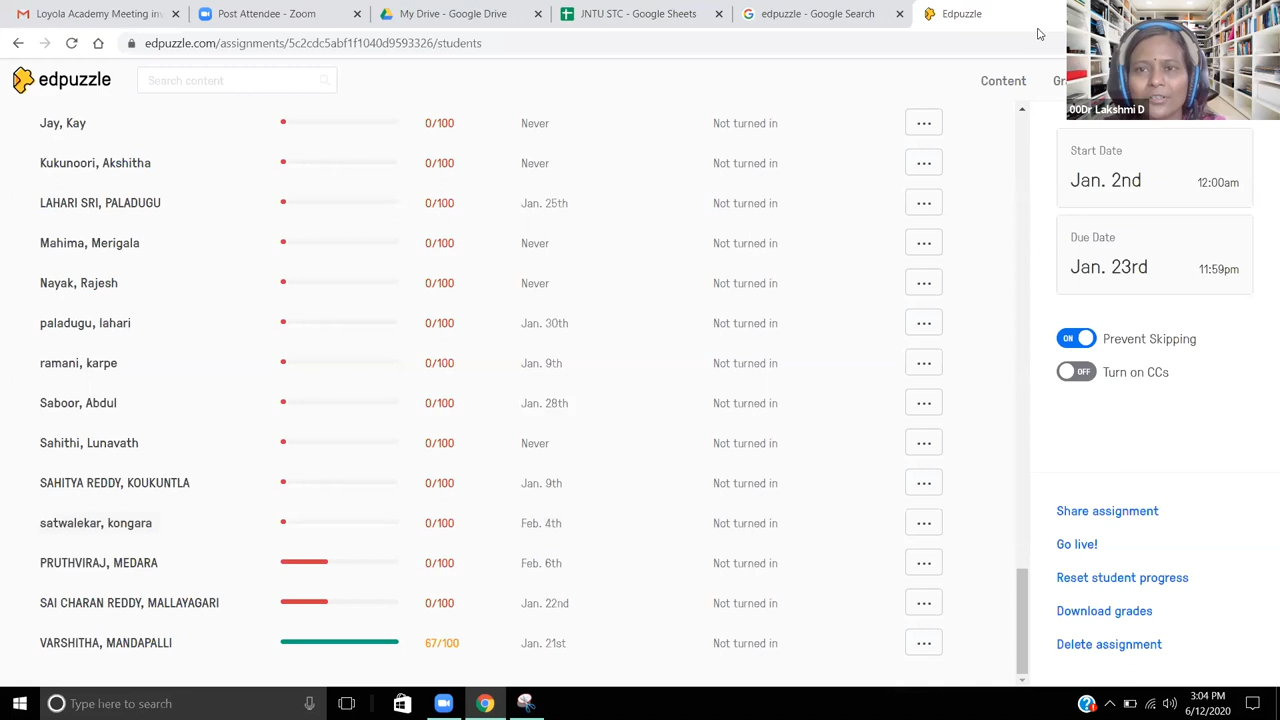 Loyola Academy Meeting inv
Post Attendee - Zoom
My Drive - Google Drive
JNTU STC - Google Sheets
edpuzzle - Google Search
Edpuzzle
edpuzzle.com/assignments/5c2cdc5abf1f1040d9593326/students
edpuzzle
Search content
Content
Gr
00Dr Lakshmi D
Jay, Kay 0/100 Never Not turned in
Kukunoori, Akshitha 0/100 Never Not turned in
LAHARI SRI, PALADUGU 0/100 Jan. 25th Not turned in
Mahima, Merigala 0/100 Never Not turned in
Nayak, Rajesh 0/100 Never Not turned in
paladugu, lahari 0/100 Jan. 30th Not turned in
ramani, karpe 0/100 Jan. 9th Not turned in
Saboor, Abdul 0/100 Jan. 28th Not turned in
Sahithi, Lunavath 0/100 Never Not turned in
SAHITYA REDDY, KOUKUNTLA 0/100 Jan. 9th Not turned in
satwalekar, kongara 0/100 Feb. 4th Not turned in
PRUTHVIRAJ, MEDARA 0/100 Feb. 6th Not turned in
SAI CHARAN REDDY, MALLAYAGARI 0/100 Jan. 22nd Not turned in
VARSHITHA, MANDAPALLI 67/100 Jan. 21st Not turned in
Start Date
Jan. 2nd 12:00am
Due Date
Jan. 23rd 11:59pm
ON Prevent Skipping
OFF Turn on CCs
Share assignment
Go live!
Reset student progress
Download grades
Delete assignment
Type here to search
3:04 PM
6/12/2020